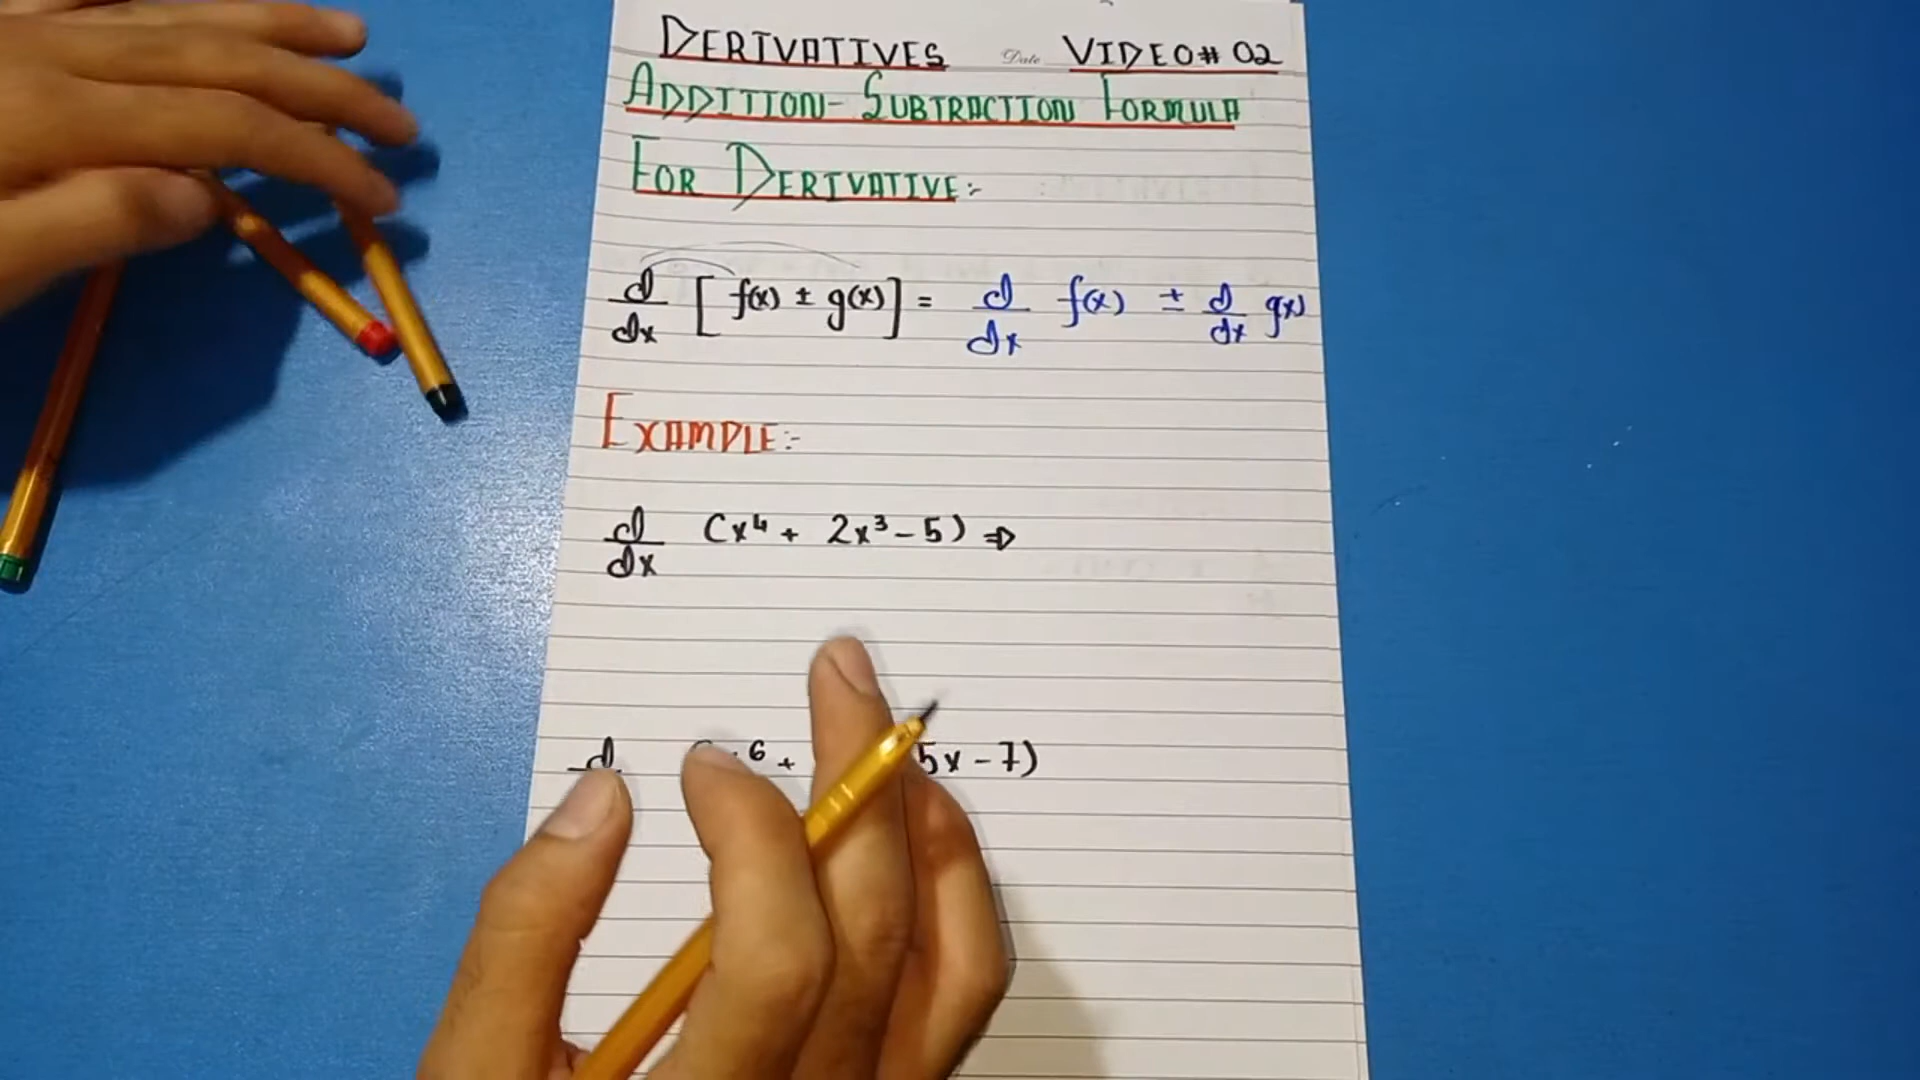 DERIVATIVES Date VIDEO# 02
ADDITION-SUBTRACTION FORMULA
FOR DERIVATIVE:-
d/dx [f(x) ± g(x)] = d/dx f(x) ± d/dx g(x)
EXAMPLE:-
d/dx (x⁴ + 2x³ - 5) ⇒
d 6 + 5x - 7)